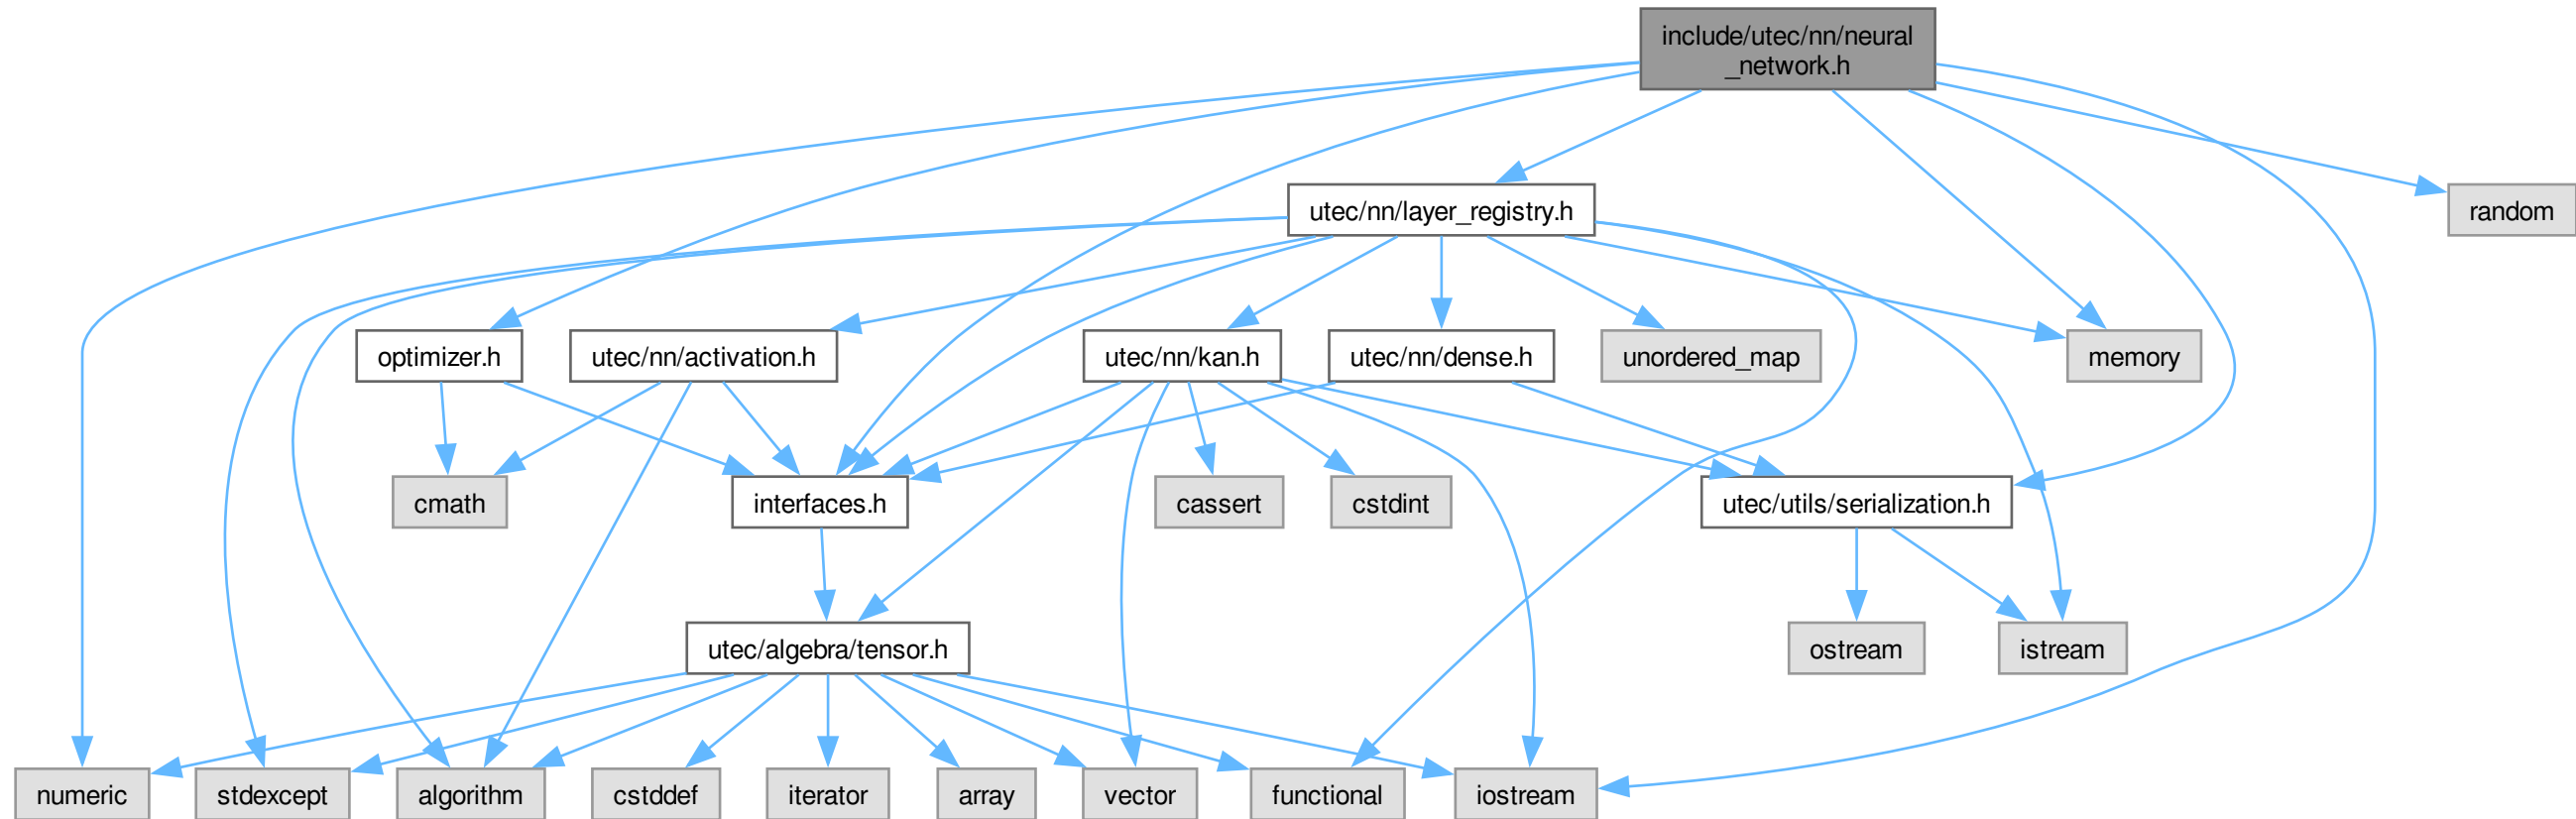 include/utec/nn/neural
_network.h
utec/nn/layer_registry.h
random
optimizer.h
utec/nn/activation.h
utec/nn/kan.h
utec/nn/dense.h
unordered_map
memory
cmath
interfaces.h
cassert
cstdint
utec/utils/serialization.h
utec/algebra/tensor.h
ostream
istream
numeric
stdexcept
algorithm
cstddef
iterator
array
vector
functional
iostream